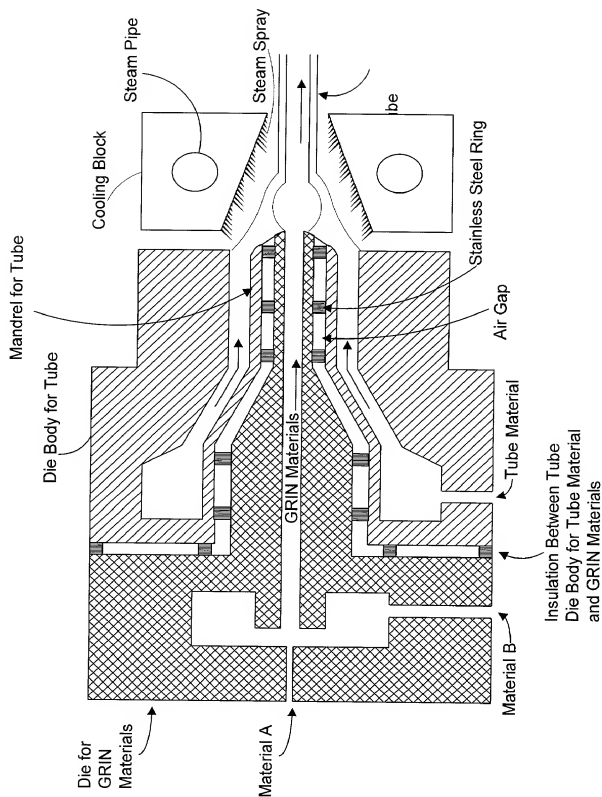 Steam Pipe
Steam Spray
Cooling Block
Stainless Steel Ring
Mandrel for Tube
Air Gap
Die Body for Tube
GRIN Materials
Tube Material
Insulation Between Tube
Die Body for Tube Material
and GRIN Materials
Material B
Die for
GRIN
Materials
Material A